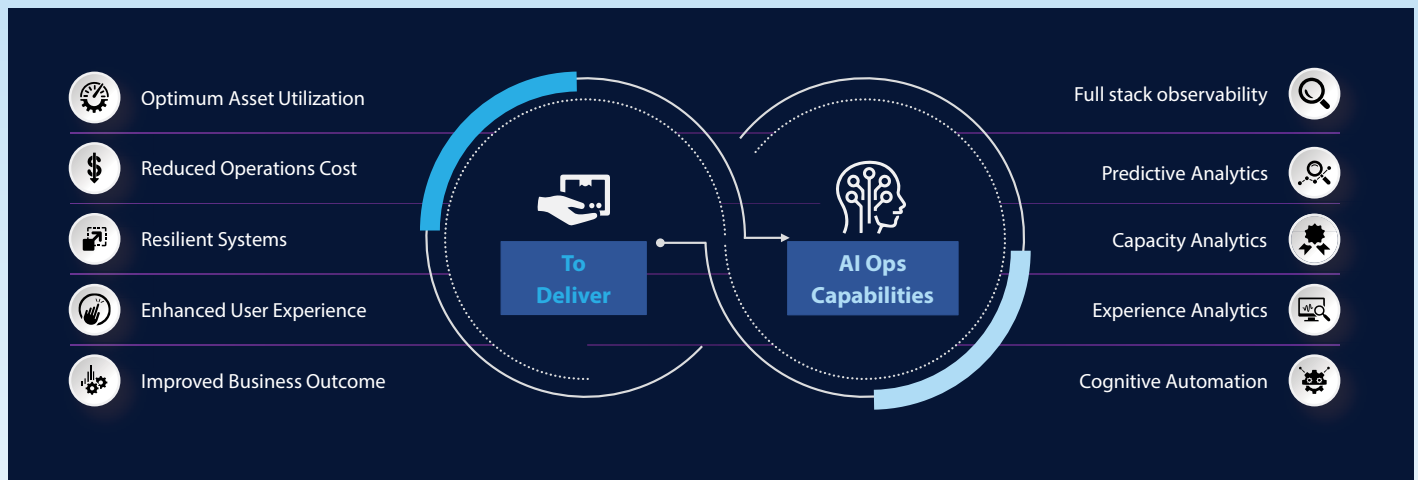 Optimum Asset Utilization
Reduced Operations Cost
Resilient Systems
Enhanced User Experience
Improved Business Outcome
To
Deliver
AI Ops
Capabilities
Full stack observability
Predictive Analytics
Capacity Analytics
Experience Analytics
Cognitive Automation